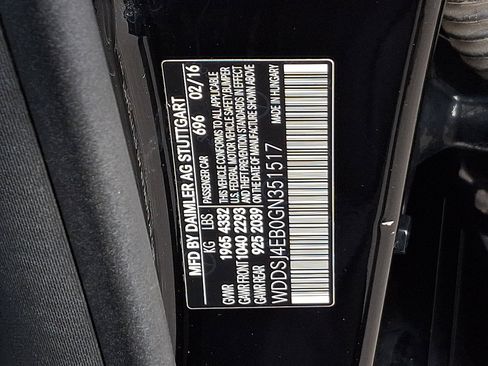 MFD BY DAIMLER AG STUTTGART
PASSENGER CAR 696 02/16
KG LBS
GVWR 1965 4332
GAWR FRONT 1040 2293
GAWR REAR 925 2039
THIS VEHICLE CONFORMS TO ALL APPLICABLE
U.S. FEDERAL MOTOR VEHICLE SAFETY, BUMPER,
AND THEFT PREVENTION STANDARDS IN EFFECT
ON THE DATE OF MANUFACTURE SHOWN ABOVE
WDDSJ4EB0GN351517 MADE IN HUNGARY